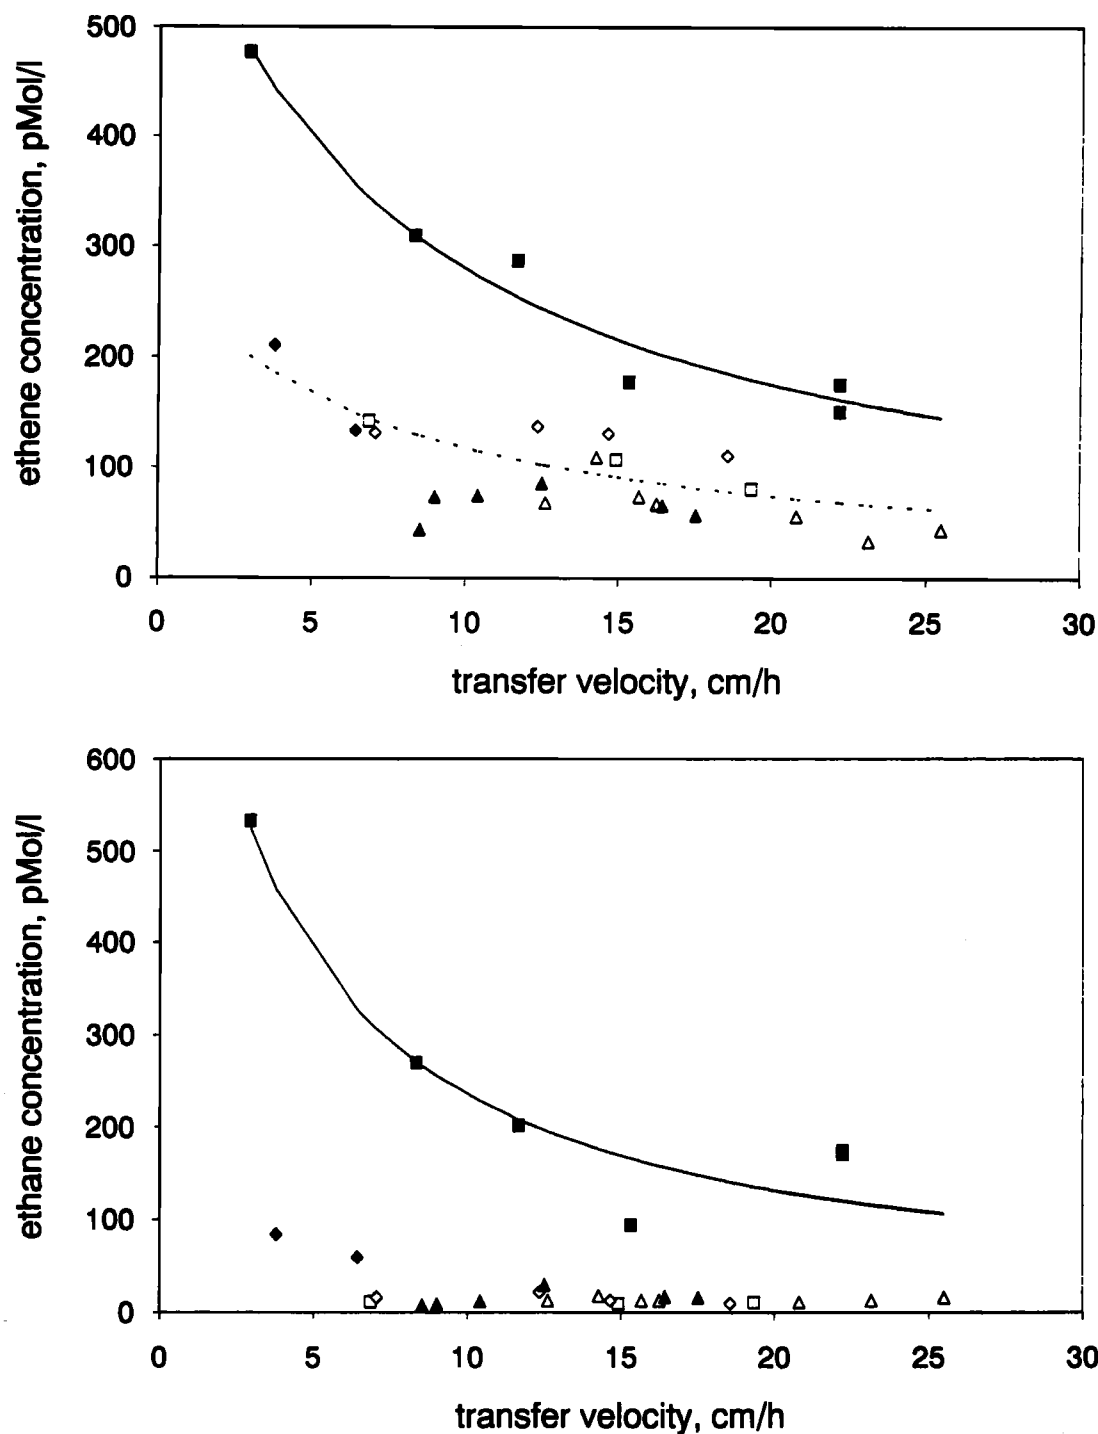 500
400
300
200
100
0
ethene concentration, pMol/l
0 5 10 15 20 25 30
transfer velocity, cm/h
600
500
400
300
200
100
0
ethane concentration, pMol/l
0 5 10 15 20 25 30
transfer velocity, cm/h